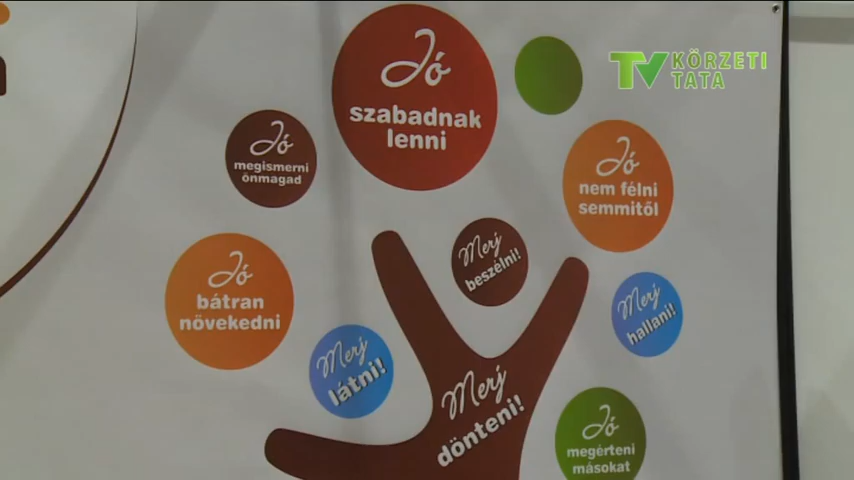 TV KÖRZETI
TATA
Jó
szabadnak
lenni
Jó
megismerni
önmagad
Jó
nem félni
semmitől
Merj
beszélni!
Jó
bátran
növekedni
Merj
hallani!
Merj
látni!
Merj
dönteni!
Jó
megérteni
másokat